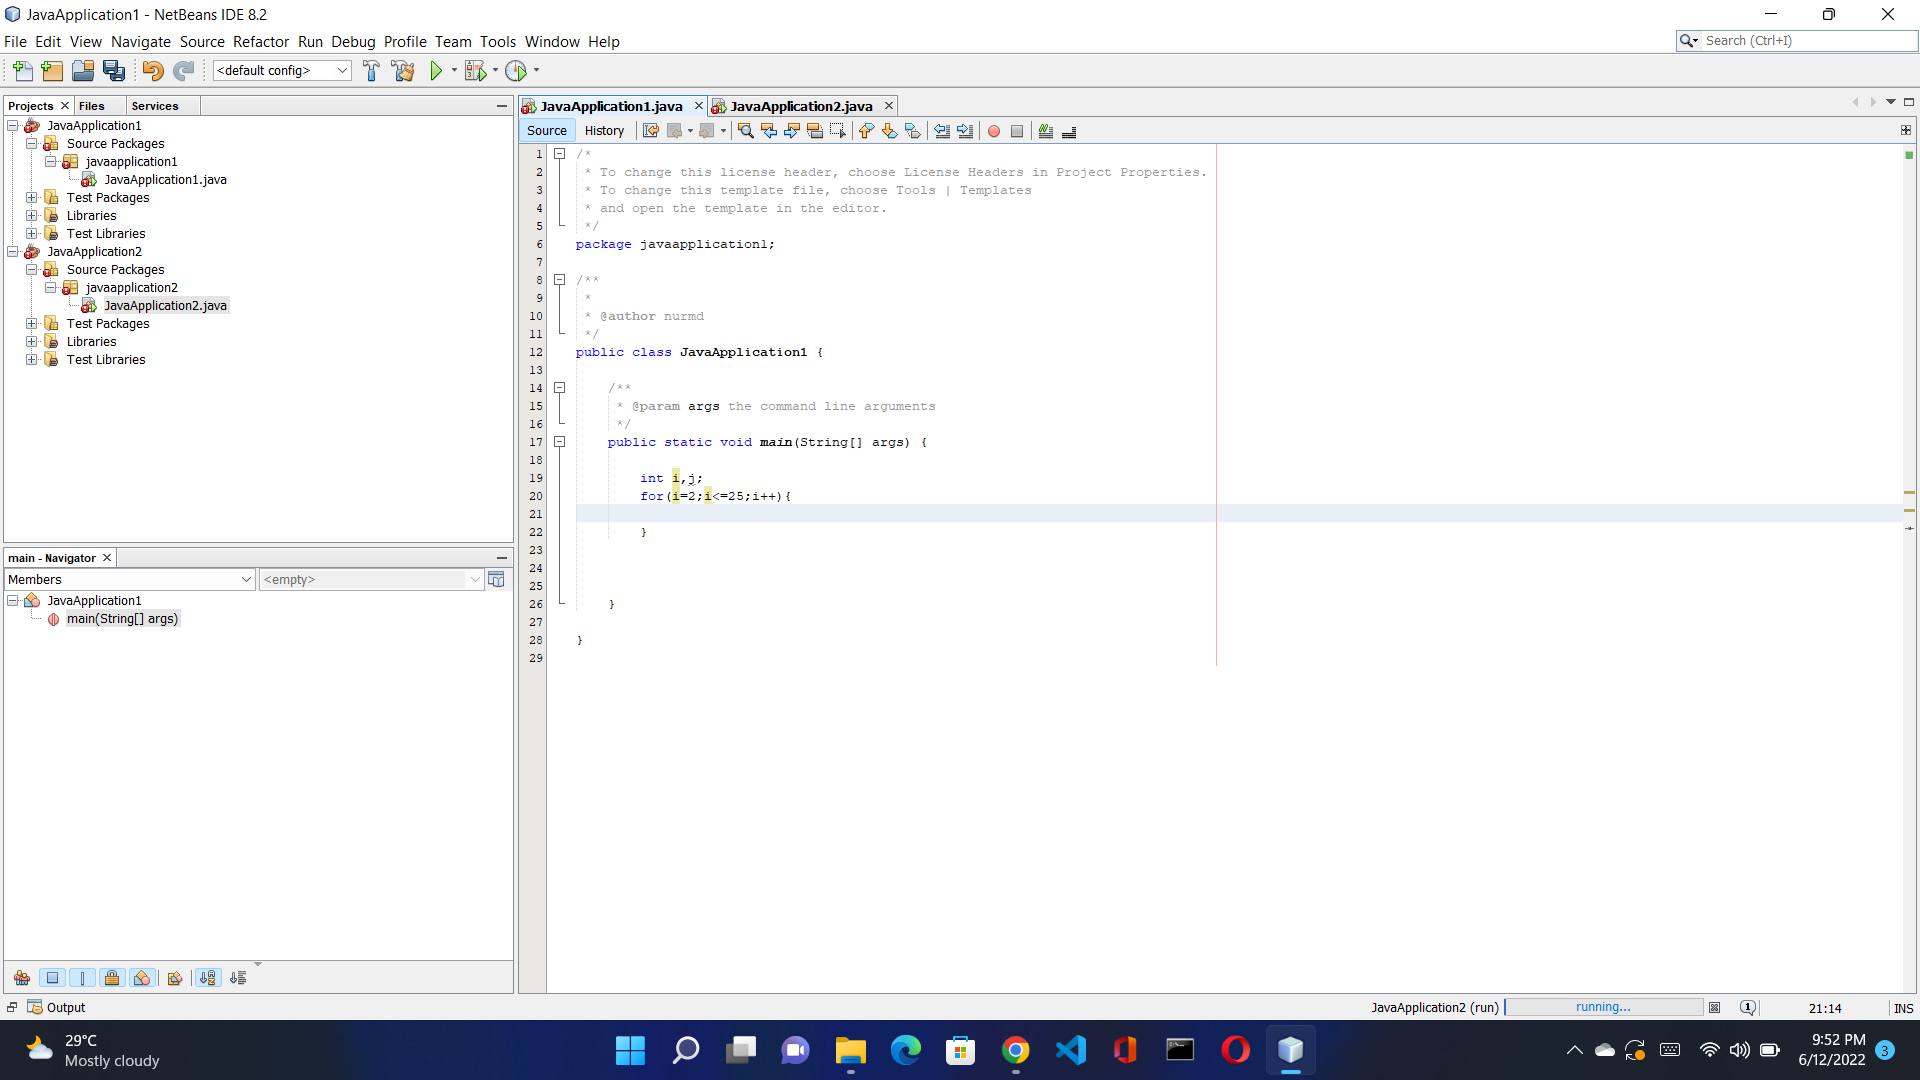 JavaApplication1 - NetBeans IDE 8.2
File Edit View Navigate Source Refactor Run Debug Profile Team Tools Window Help
Search (Ctrl+I)
<default config>
Projects Files Services
JavaApplication1
Source Packages
javaapplication1
JavaApplication1.java
Test Packages
Libraries
Test Libraries
JavaApplication2
Source Packages
javaapplication2
JavaApplication2.java
Test Packages
Libraries
Test Libraries
main - Navigator
Members
<empty>
JavaApplication1
main(String[] args)
JavaApplication1.java JavaApplication2.java
Source History
1 /*
2 * To change this license header, choose License Headers in Project Properties.
3 * To change this template file, choose Tools | Templates
4 * and open the template in the editor.
5 */
6 package javaapplication1;
7
8 /**
9 *
10 * @author nurmd
11 */
12 public class JavaApplication1 {
13
14 /**
15 * @param args the command line arguments
16 */
17 public static void main(String[] args) {
18
19 int i,j;
20 for(i=2;i<=25;i++){
21
22 }
23
24
25
26 }
27
28 }
29
Output
JavaApplication2 (run) running... 1 21:14 INS
29°C
Mostly cloudy
9:52 PM
6/12/2022
3